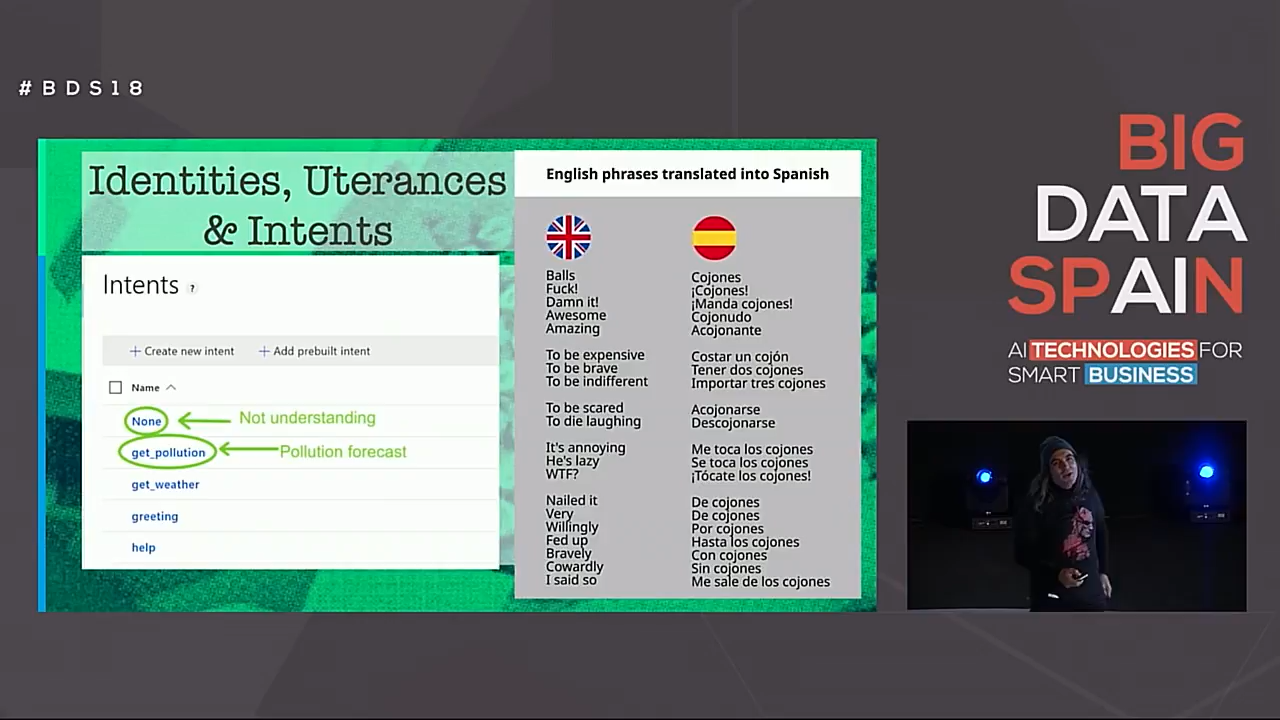 #BDS18
Identities, Uterances
& Intents
Intents ?
+ Create new intent + Add prebuilt intent
Name
None
Not understanding
get_pollution
Pollution forecast
get_weather
greeting
help
English phrases translated into Spanish
Balls Cojones
Fuck! ¡Cojones!
Damn it! ¡Manda cojones!
Awesome Cojonudo
Amazing Acojonante
To be expensive Costar un cojón
To be brave Tener dos cojones
To be indifferent Importar tres cojones
To be scared Acojonarse
To die laughing Descojonarse
It's annoying Me toca los cojones
He's lazy Se toca los cojones
WTF? ¡Tócate los cojones!
Nailed it De cojones
Very De cojones
Willingly Por cojones
Fed up Hasta los cojones
Bravely Con cojones
Cowardly Sin cojones
I said so Me sale de los cojones
BIG
DATA
SPAIN
AI TECHNOLOGIES FOR
SMART BUSINESS